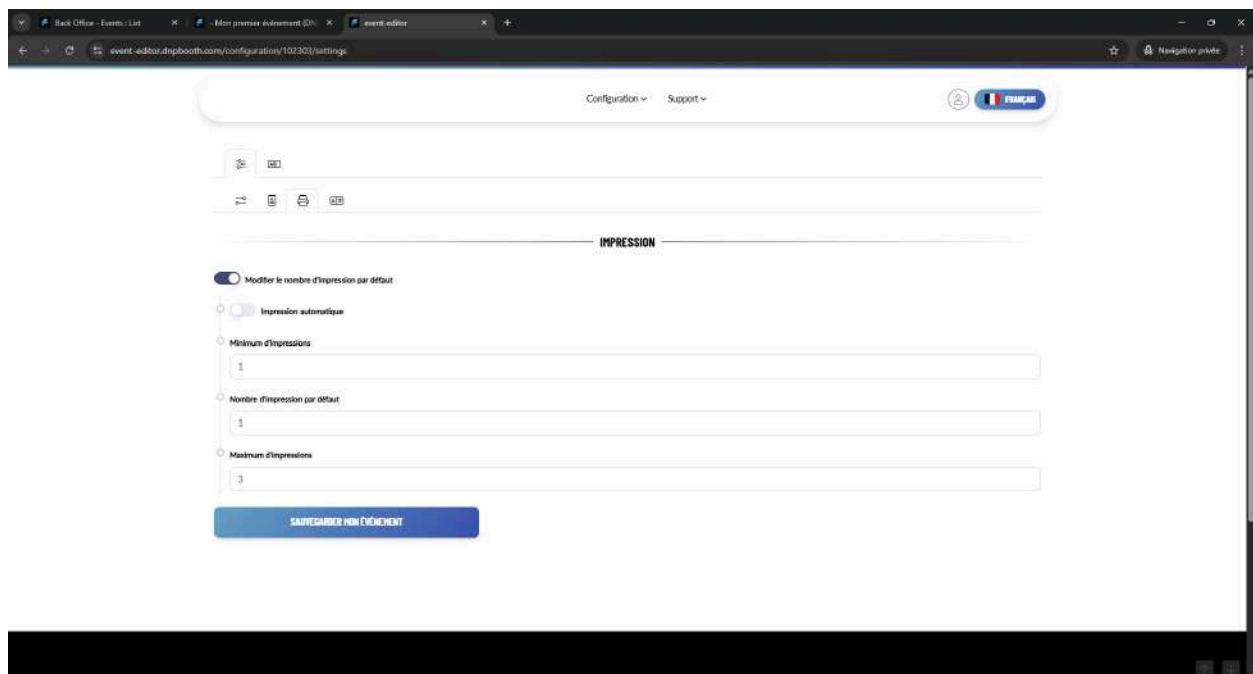 Back Office - Events : List
- Mon premier événement (DN
event-editor
event-editor.dnpbooth.com/configuration/102303/settings
Navigation privée
Configuration
Support
FRANÇAIS
IMPRESSION
Modifier le nombre d'impression par défaut
Impression automatique
Minimum d'impressions
1
Nombre d'impression par défaut
1
Maximum d'impressions
3
SAUVEGARDER MON ÉVÉNEMENT